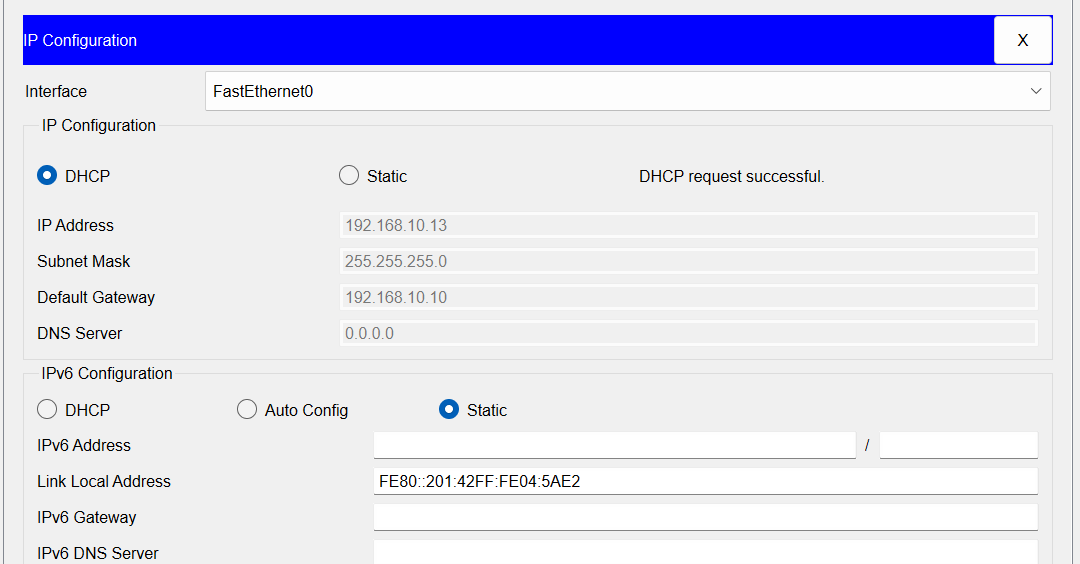 IP Configuration X
Interface FastEthernet0
IP Configuration
DHCP Static DHCP request successful.
IP Address 192.168.10.13
Subnet Mask 255.255.255.0
Default Gateway 192.168.10.10
DNS Server 0.0.0.0
IPv6 Configuration
DHCP Auto Config Static
IPv6 Address /
Link Local Address FE80::201:42FF:FE04:5AE2
IPv6 Gateway
IPv6 DNS Server